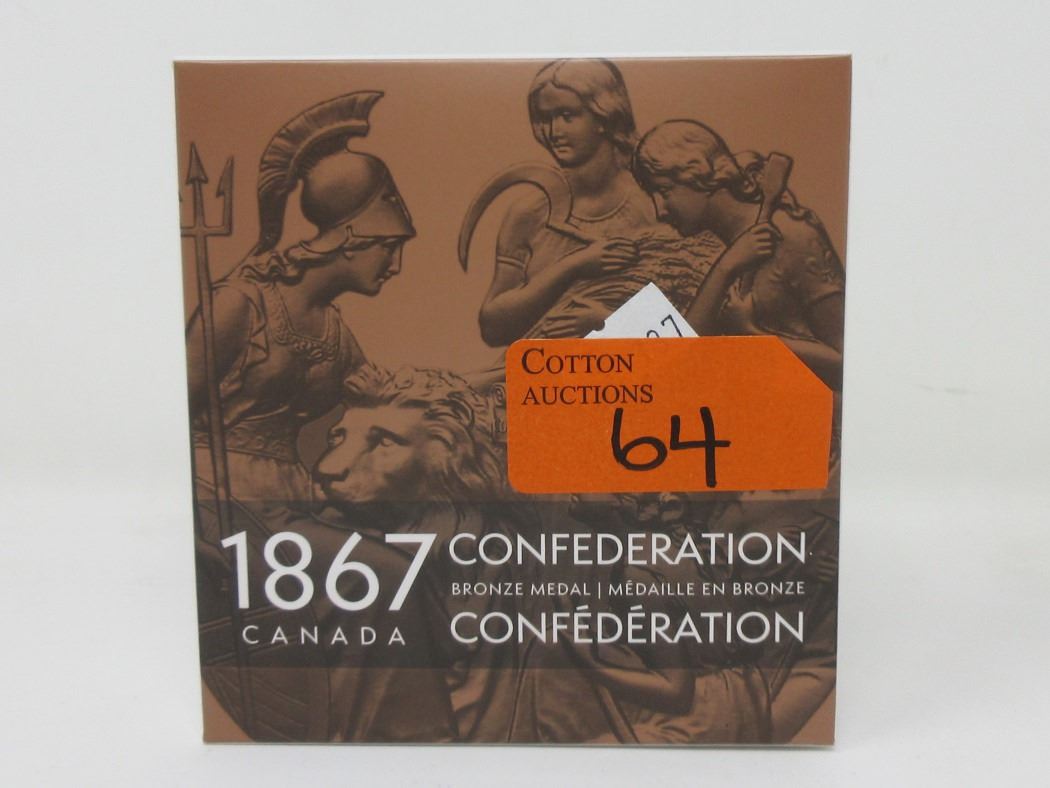 COTTON
AUCTIONS
64
1867
CANADA
CONFEDERATION
BRONZE MEDAL | MÉDAILLE EN BRONZE
CONFÉDÉRATION